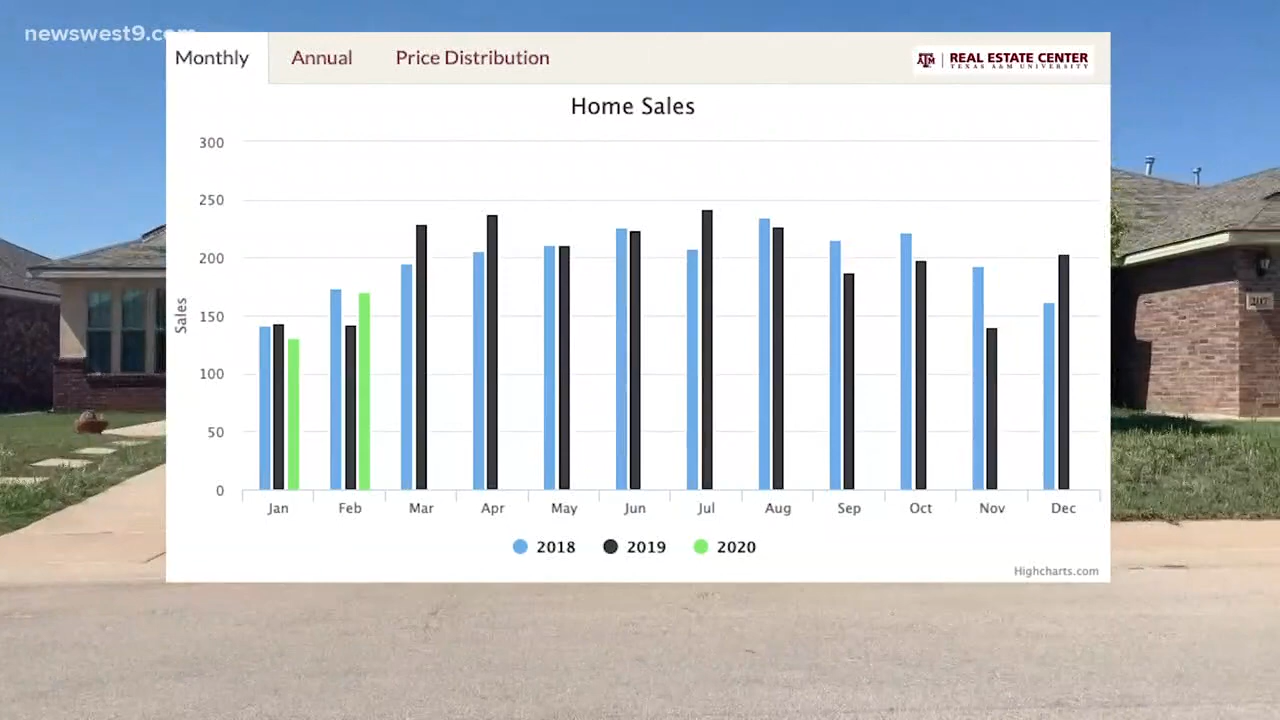 newswest9.com
Monthly Annual Price Distribution
ATM REAL ESTATE CENTER
TEXAS A&M UNIVERSITY
Home Sales
300
250
200
150
100
50
0
Sales
Jan Feb Mar Apr May Jun Jul Aug Sep Oct Nov Dec
2018 2019 2020
Highcharts.com